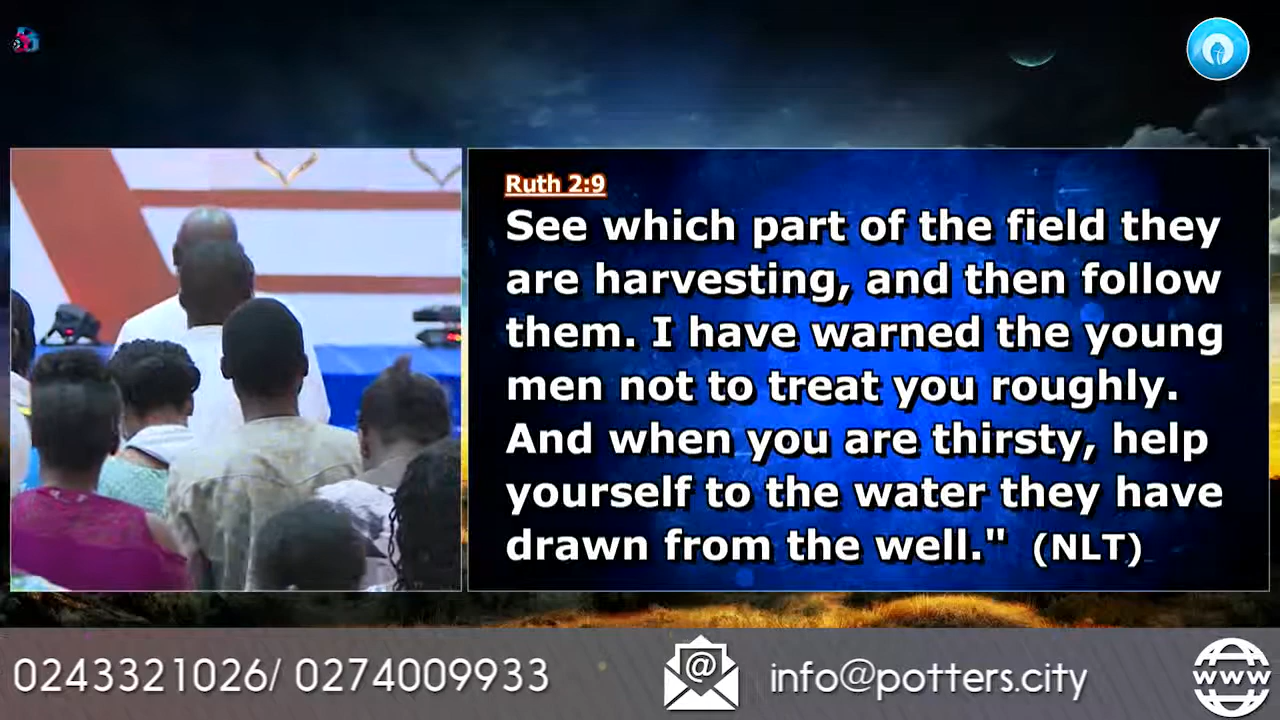 Ruth 2:9
See which part of the field they
are harvesting, and then follow
them. I have warned the young
men not to treat you roughly.
And when you are thirsty, help
yourself to the water they have
drawn from the well." (NLT)
0243321026/ 0274009933
@
info@potters.city
www